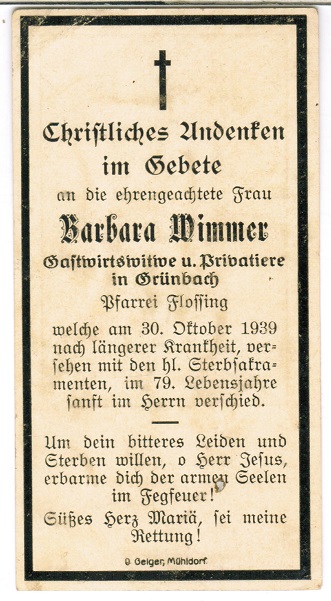 Christliches Andenken
im Gebete
an die ehrengeachtete Frau
Barbara Wimmer
Gastwirtswitwe u. Privatiere
in Grünbach
Pfarrei Flossing
welche am 30. Oktober 1939
nach längerer Krankheit, ver-
sehen mit den hl. Sterbsakra-
menten, im 79. Lebensjahre
sanft im Herrn verschied.
Um dein bitteres Leiden und
Sterben willen, o Herr Jesus,
erbarme dich der armen Seelen
im Fegfeuer!
Süßes Herz Mariä, sei meine
Rettung!
D Geiger, Mühldorf.